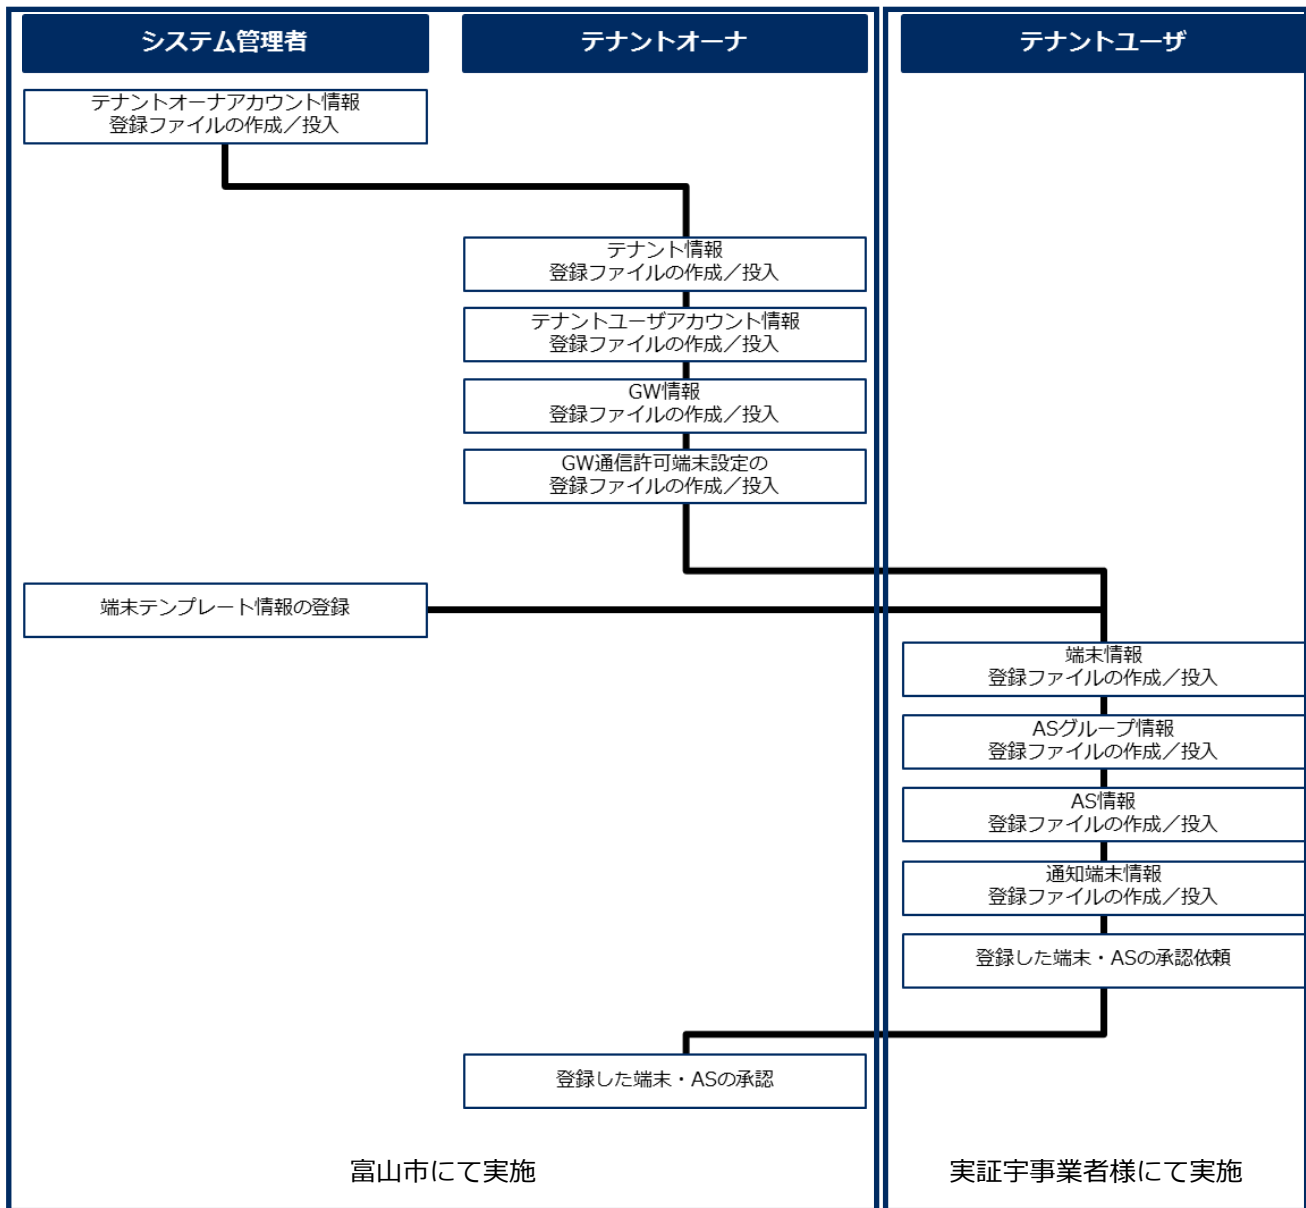 システム管理者
テナントオーナ
テナントユーザ
テナントオーナアカウント情報
登録ファイルの作成／投入
テナント情報
登録ファイルの作成／投入
テナントユーザアカウント情報
登録ファイルの作成／投入
GW情報
登録ファイルの作成／投入
GW通信許可端末設定の
登録ファイルの作成／投入
端末テンプレート情報の登録
端末情報
登録ファイルの作成／投入
ASグループ情報
登録ファイルの作成／投入
AS情報
登録ファイルの作成／投入
通知端末情報
登録ファイルの作成／投入
登録した端末・ASの承認依頼
登録した端末・ASの承認
富山市にて実施
実証宇事業者様にて実施